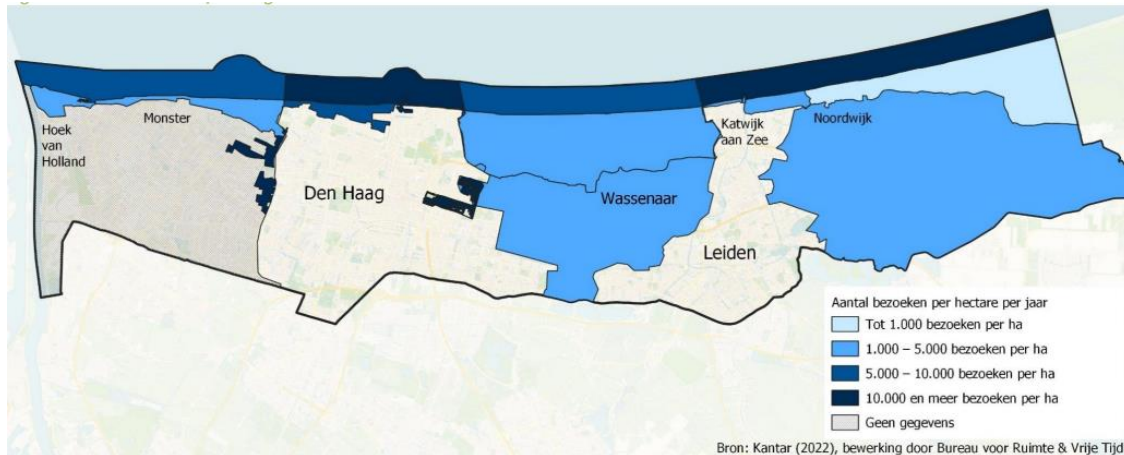 Hoek
van
Holland
Monster
Den Haag
Wassenaar
Katwijk
aan Zee
Noordwijk
Leiden
Aantal bezoeken per hectare per jaar
Tot 1.000 bezoeken per ha
1.000 – 5.000 bezoeken per ha
5.000 – 10.000 bezoeken per ha
10.000 en meer bezoeken per ha
Geen gegevens
Bron: Kantar (2022), bewerking door Bureau voor Ruimte & Vrije Tijd